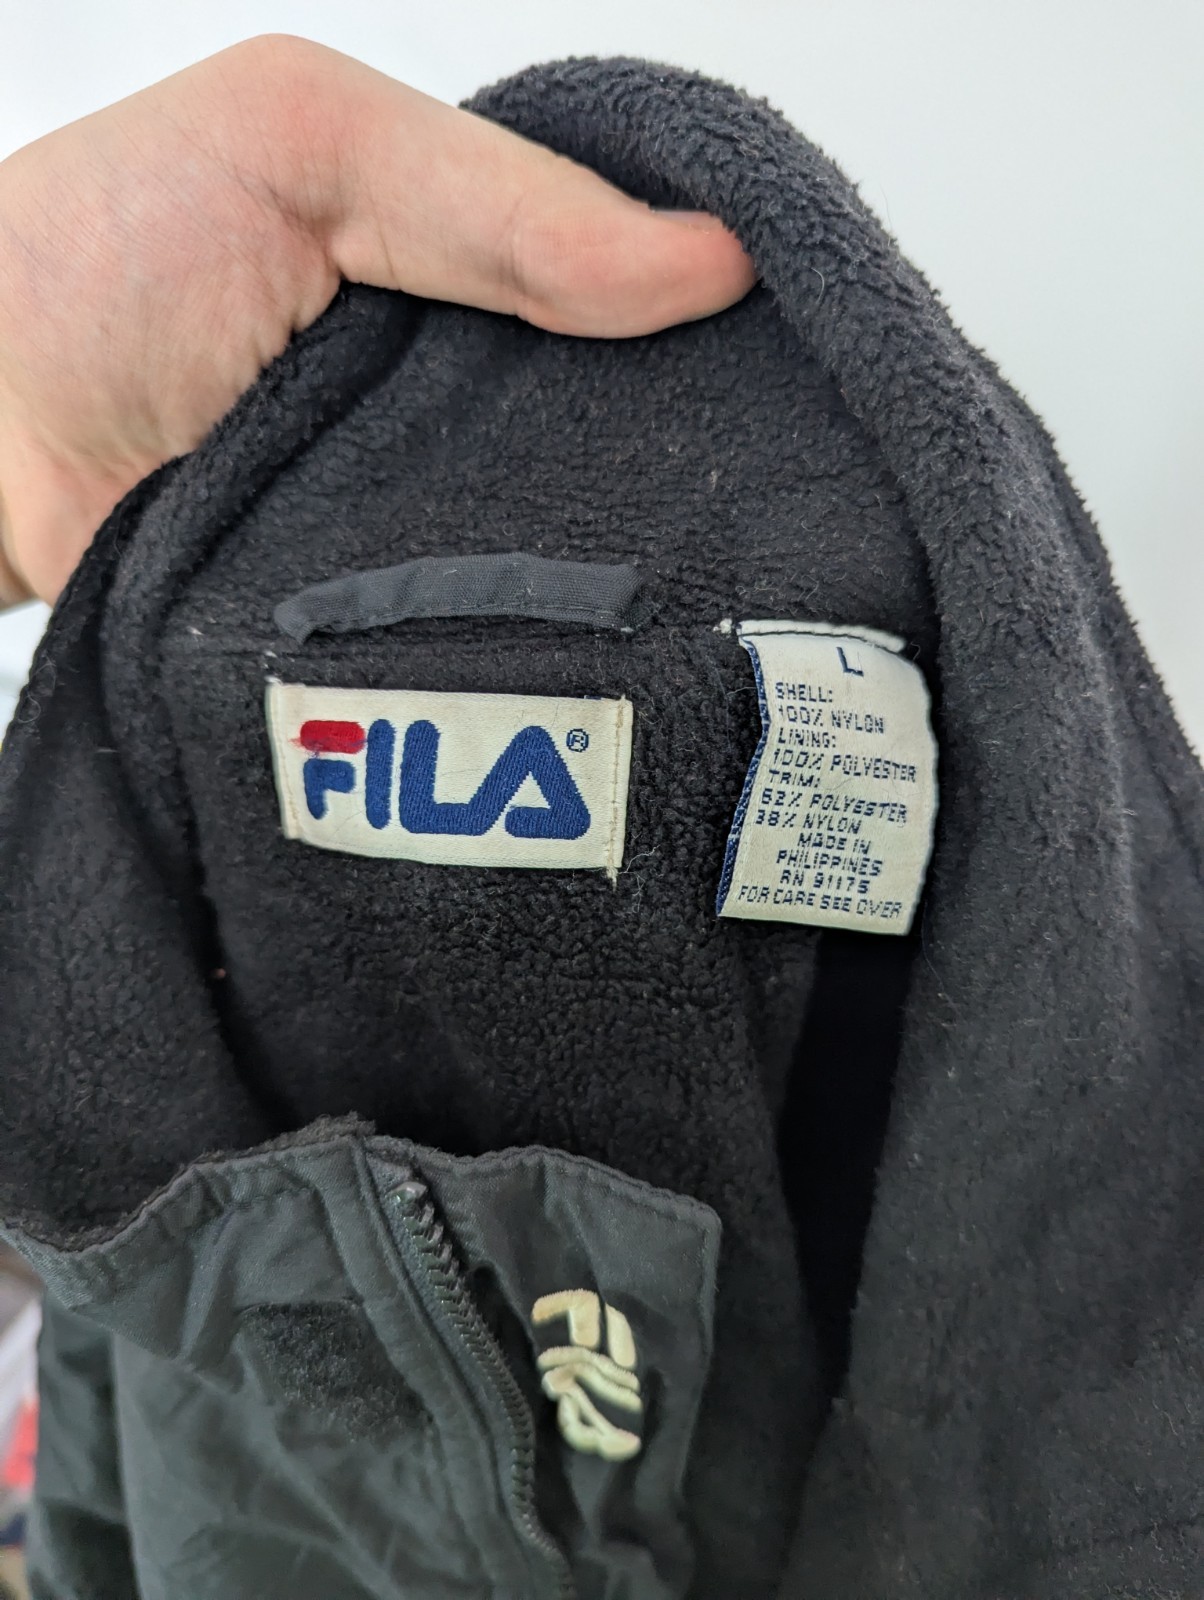 FILA®
L
SHELL:
100% NYLON
LINING:
100% POLYESTER
TRIM:
62% POLYESTER
38% NYLON
MADE IN
PHILIPPINES
RN 91175
FOR CARE SEE OVER
FILA